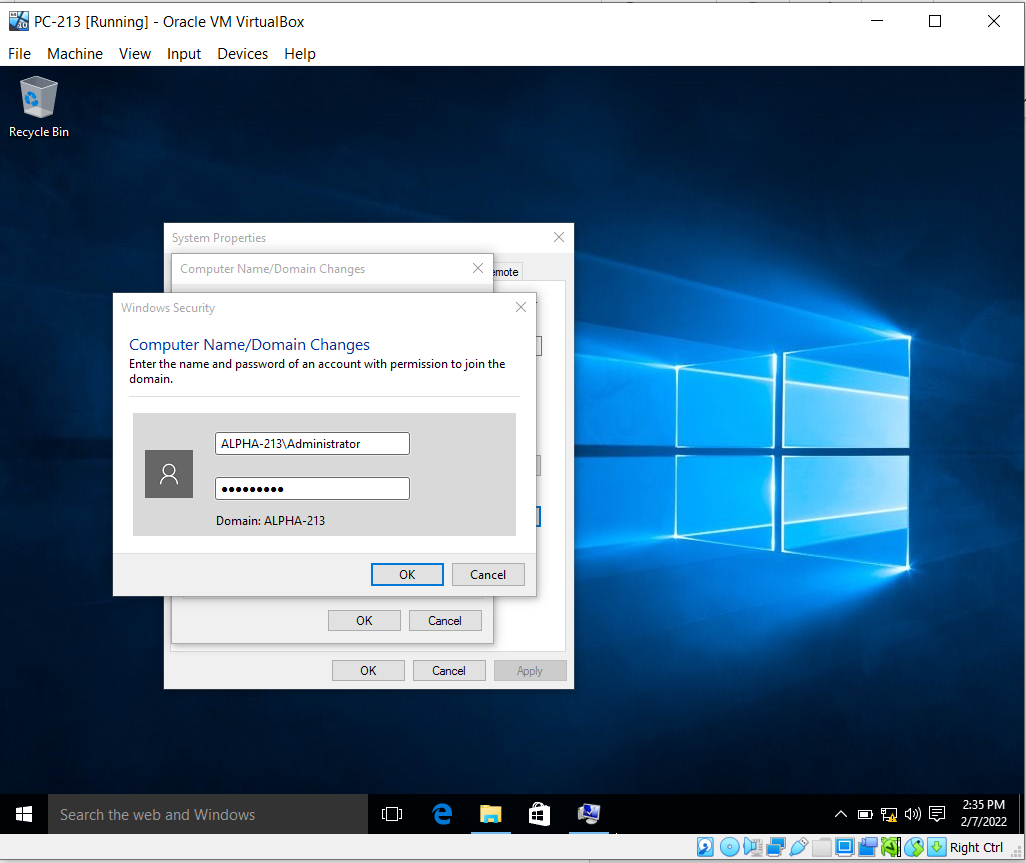 PC-213 [Running] - Oracle VM VirtualBox
File Machine View Input Devices Help
Recycle Bin
System Properties
Computer Name/Domain Changes
emote
Windows Security
Computer Name/Domain Changes
Enter the name and password of an account with permission to join the
domain.
ALPHA-213\Administrator
●●●●●●●●●
Domain: ALPHA-213
OK Cancel
OK Cancel
OK Cancel Apply
Search the web and Windows
2:35 PM
2/7/2022
Right Ctrl